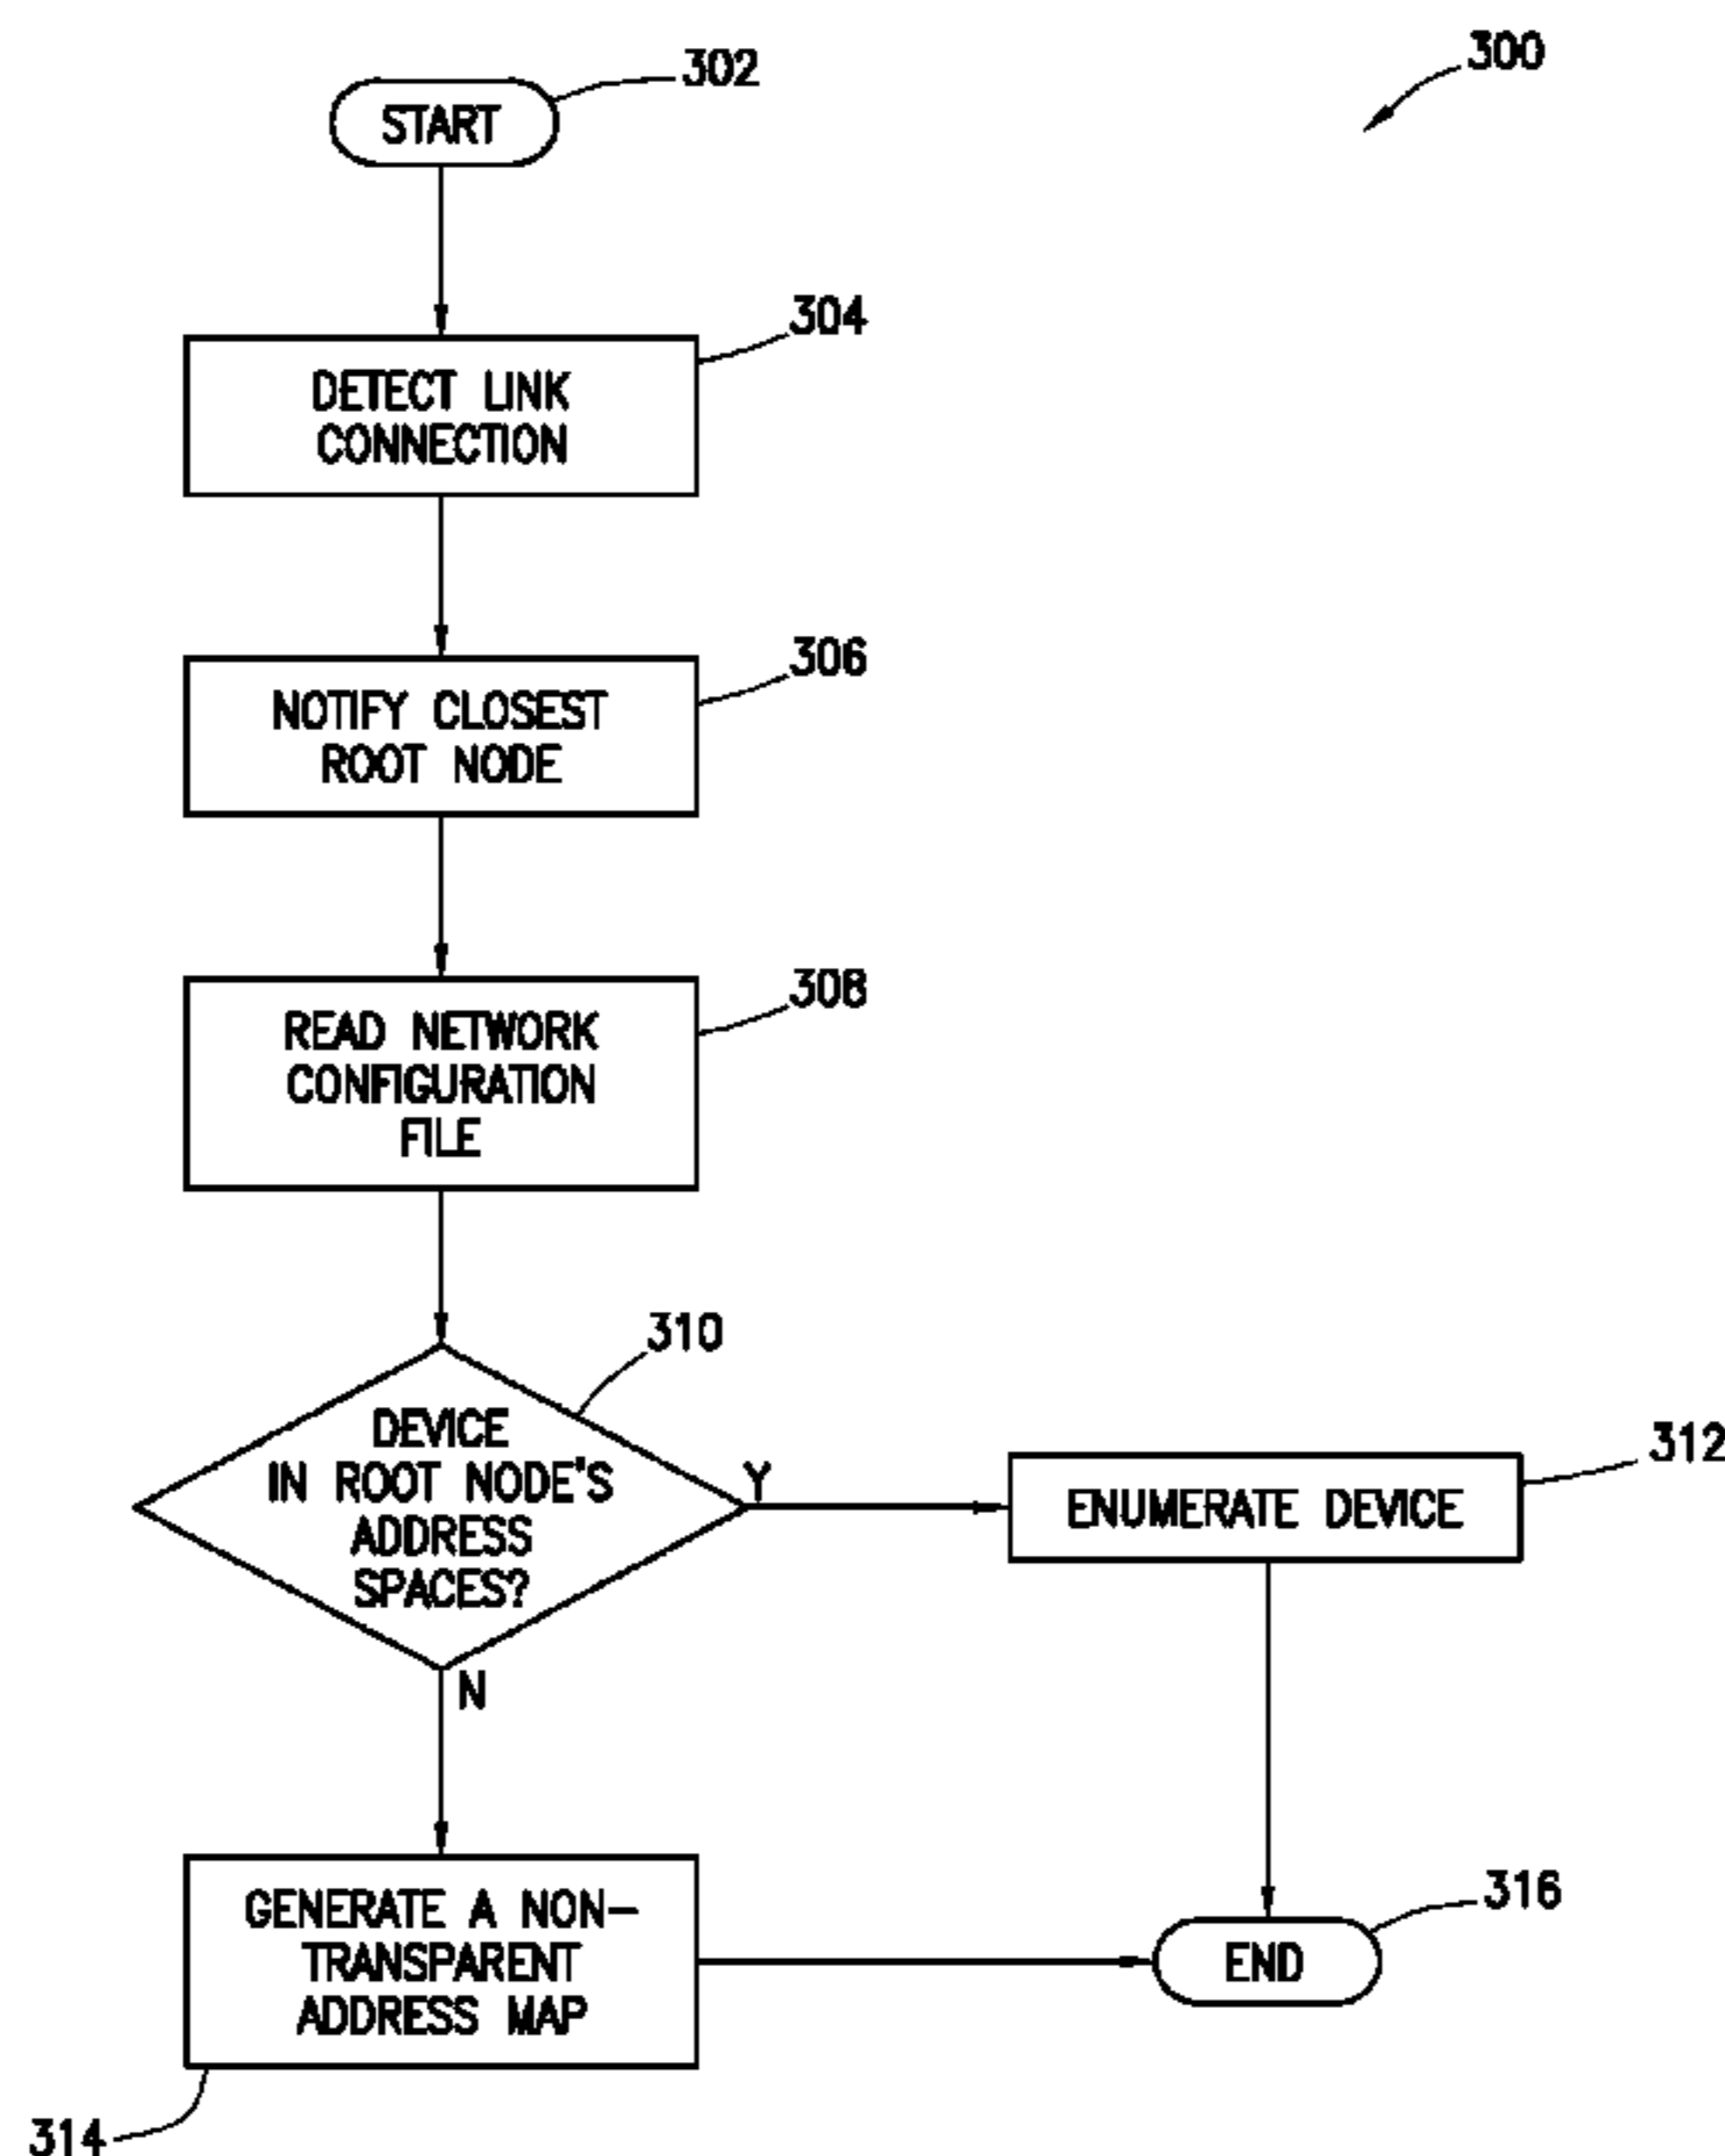 302
300
START
304
DETECT LINK
CONNECTION
306
NOTIFY CLOSEST
ROOT NODE
308
READ NETWORK
CONFIGURATION
FILE
310
DEVICE
IN ROOT NODE'S
ADDRESS
SPACES?
Y
312
ENUMERATE DEVICE
N
GENERATE A NON-
TRANSPARENT
ADDRESS MAP
316
END
314